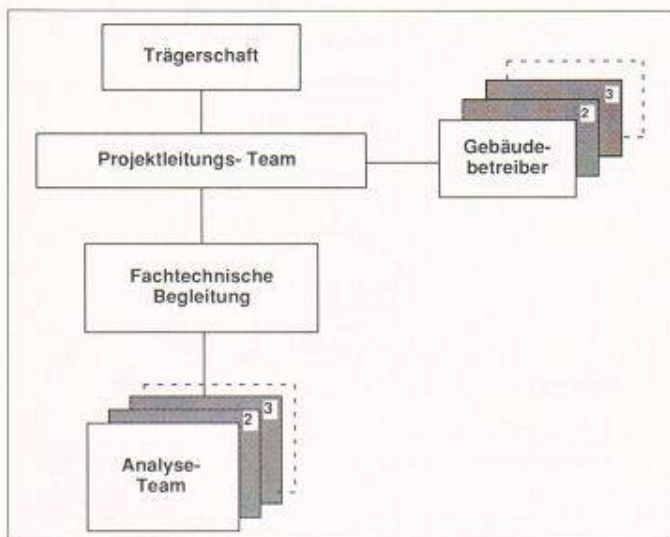 Trägerschaft
Projektleitungs- Team
3
2
Gebäude-
betreiber
Fachtechnische
Begleitung
3
2
Analyse-
Team